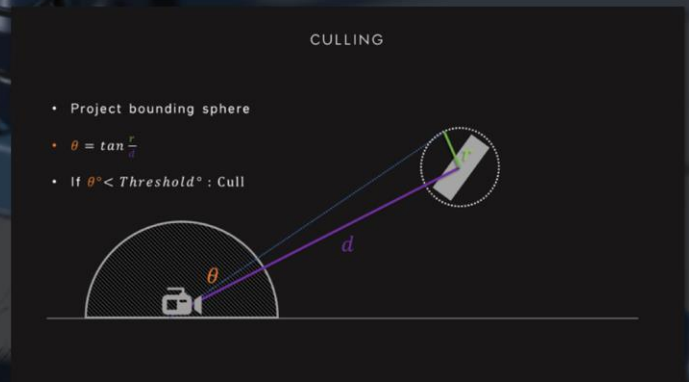 CULLING
• Project bounding sphere
• θ = tan r/d
• If θ°< Threshold° : Cull
r
d
θ